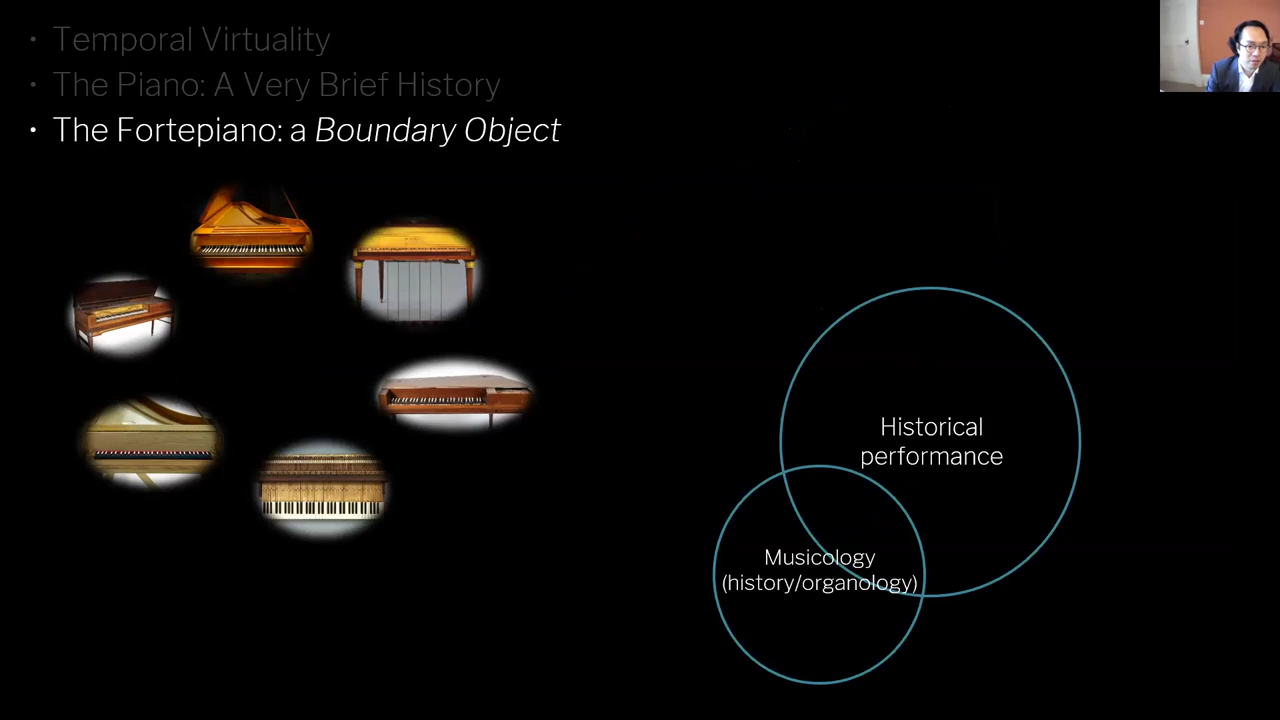 • Temporal Virtuality
• The Piano: A Very Brief History
• The Fortepiano: a Boundary Object
Historical
performance
Musicology
(history/organology)